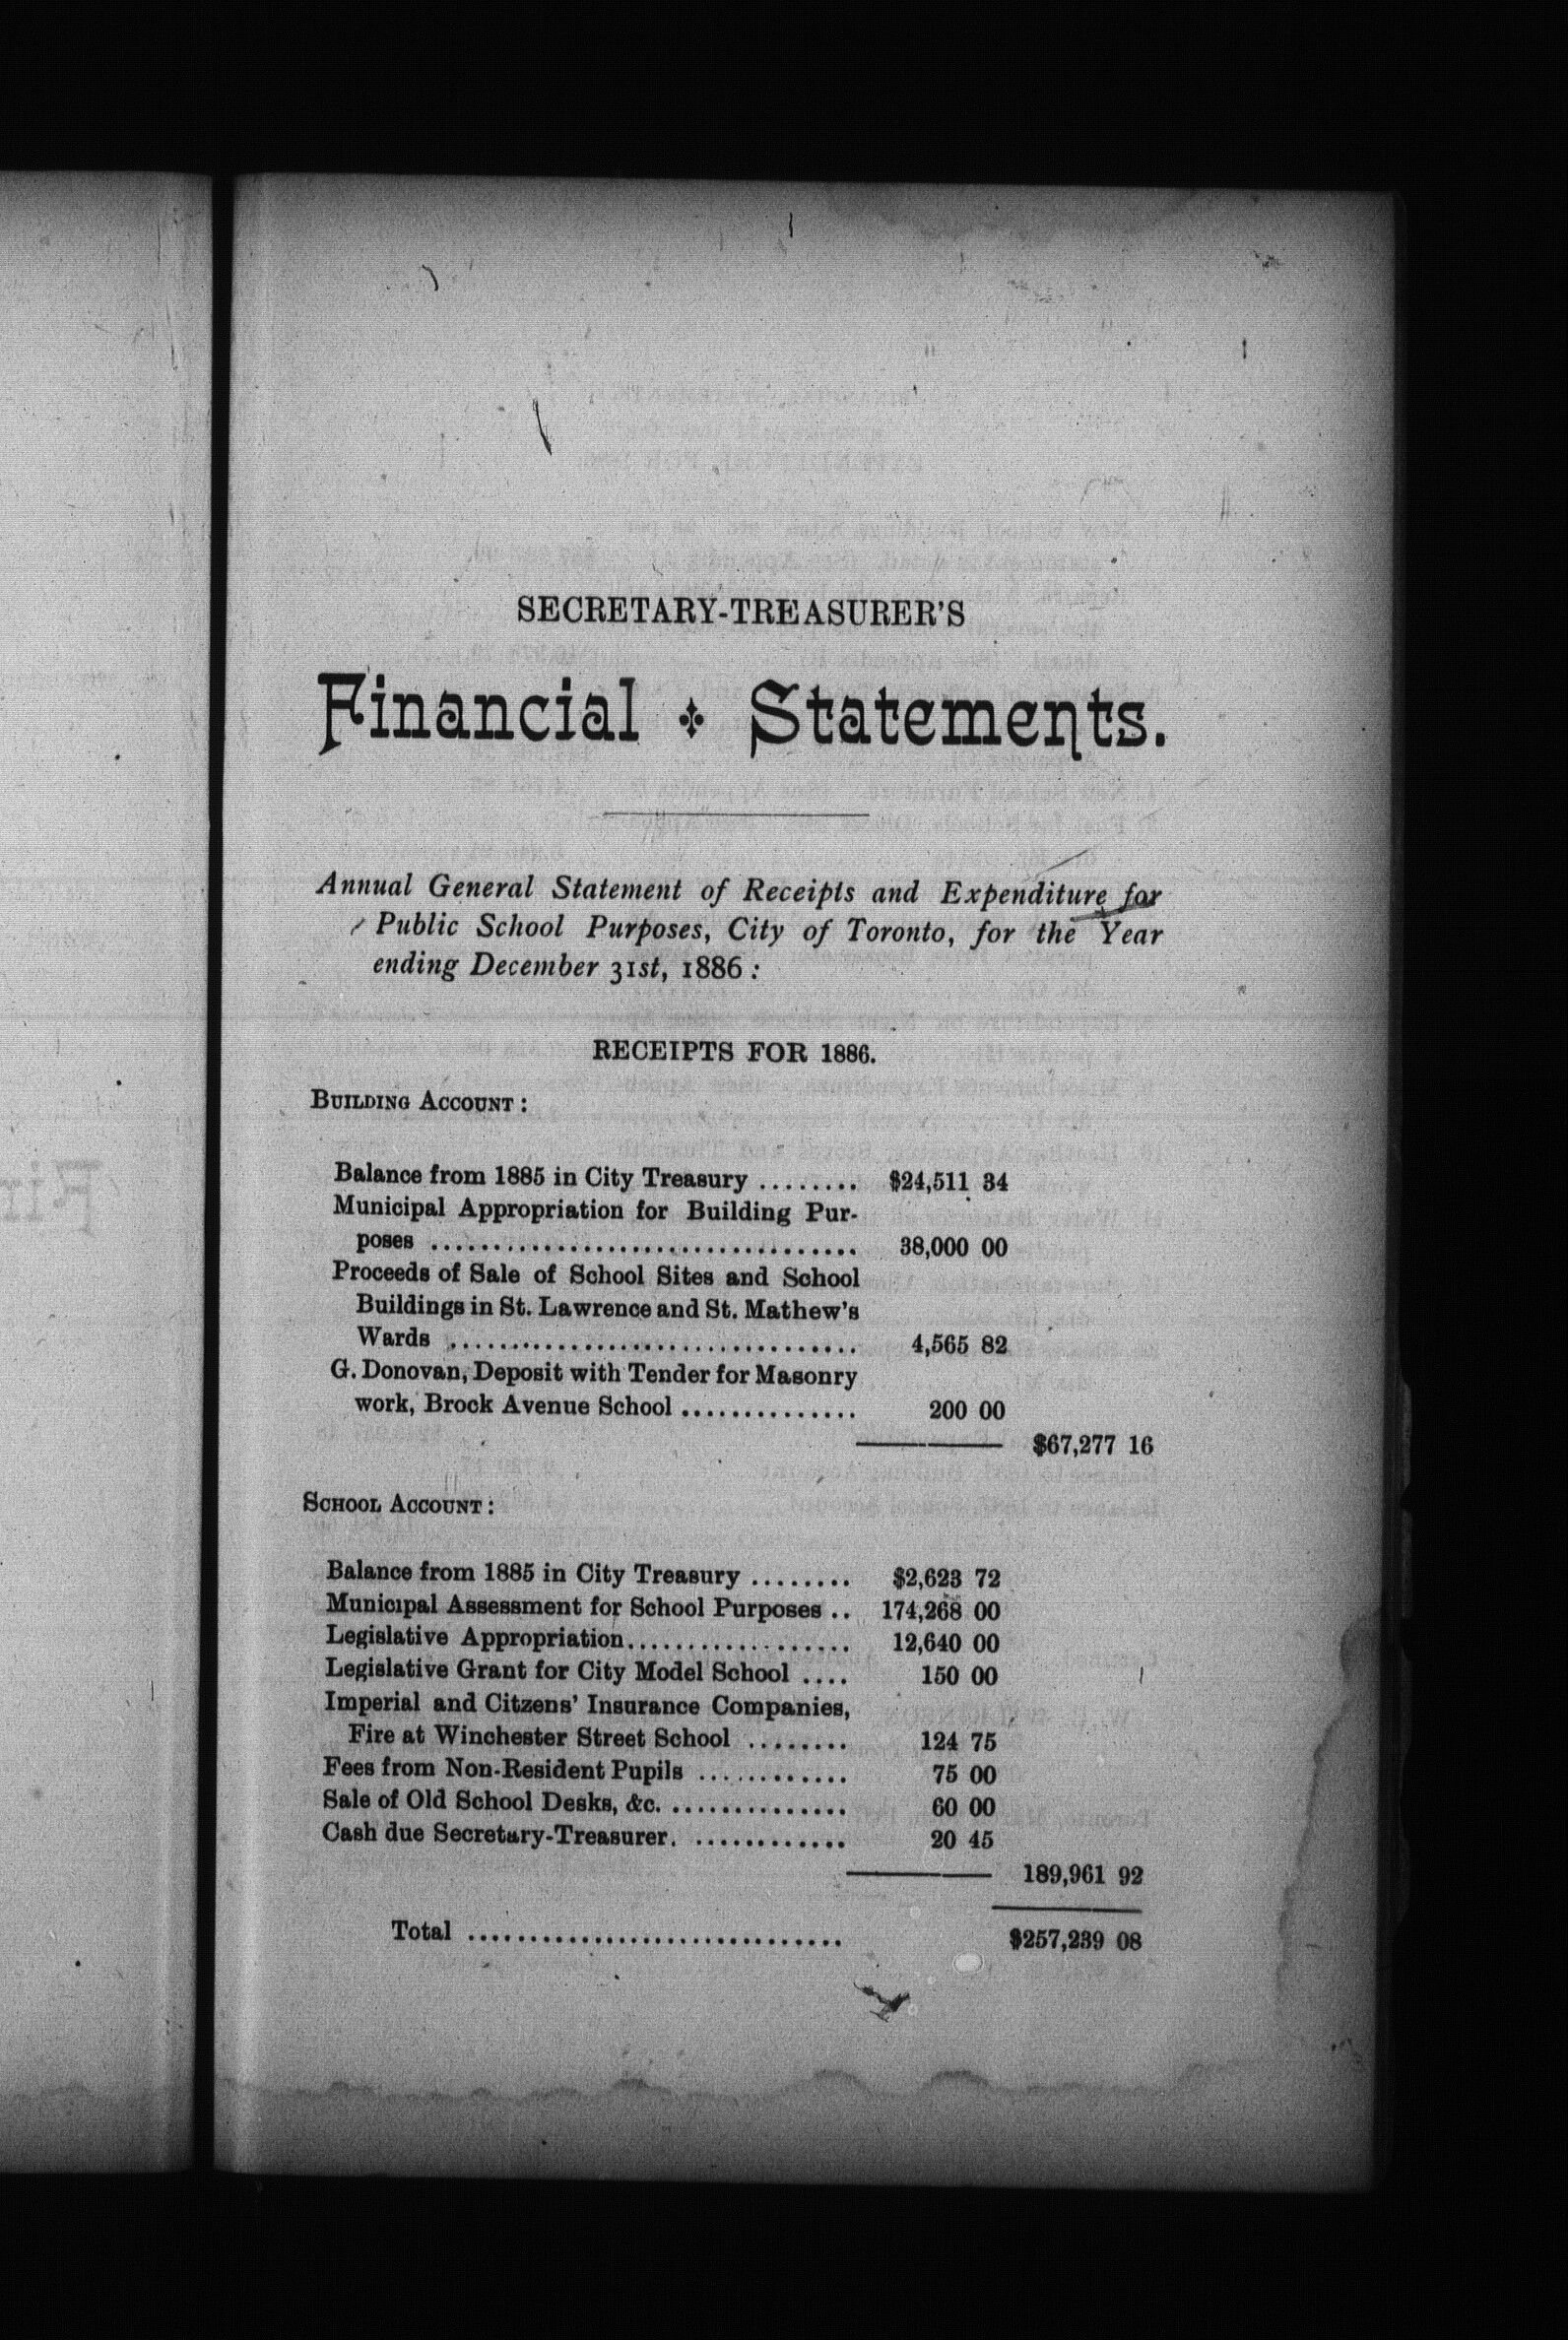 SECRETARY-TREASURER'S
Financial Statements.
Annual General Statement of Receipts and Expenditure for
Public School Purposes, City of Toronto, for the Year
ending December 31st, 1886 :
RECEIPTS FOR 1886.
BUILDING ACCOUNT :
Balance from 1885 in City Treasury ........ $24,511 34
Municipal Appropriation for Building Pur-
poses .................................. 38,000 00
Proceeds of Sale of School Sites and School
Buildings in St. Lawrence and St. Mathew's
Wards ................................. 4,565 82
G. Donovan, Deposit with Tender for Masonry
work, Brock Avenue School .............. 200 00
$67,277 16
SCHOOL ACCOUNT :
Balance from 1885 in City Treasury ........ $2,623 72
Municipal Assessment for School Purposes .. 174,268 00
Legislative Appropriation.................. 12,640 00
Legislative Grant for City Model School .... 150 00
Imperial and Citzens' Insurance Companies,
Fire at Winchester Street School ........ 124 75
Fees from Non-Resident Pupils ............ 75 00
Sale of Old School Desks, &c. .............. 60 00
Cash due Secretary-Treasurer. ............ 20 45
189,961 92
Total .............................. $257,239 08